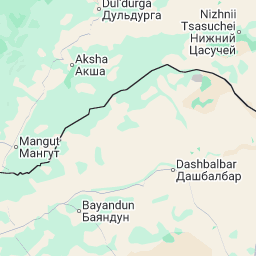 Dul'durga
Дульдурга
Nizhnii
Tsasuchei
Нижний
Цасучей
Aksha
Акша
Mangut
Мангут
Dashbalbar
Дашбалбар
Bayandun
Баяндун